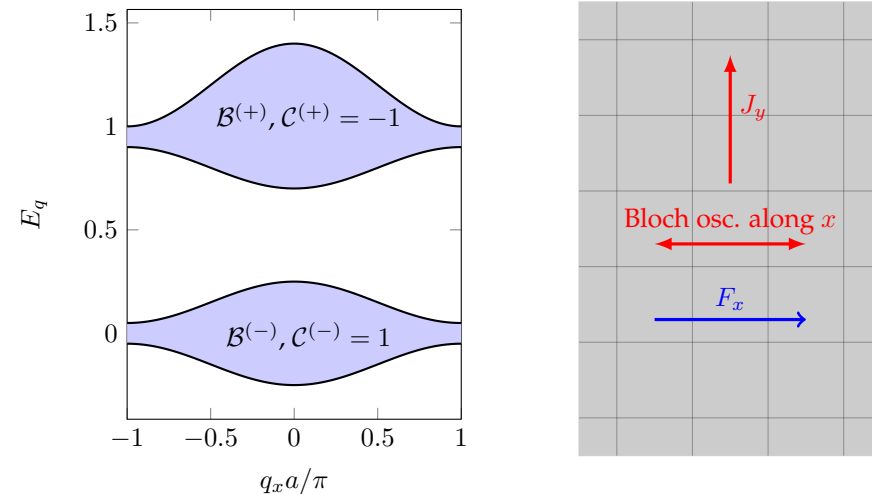 1.5
1
0.5
0
E_q
ℬ^(+), 𝒞^(+) = −1
ℬ^(−), 𝒞^(−) = 1
−1 −0.5 0 0.5 1
q_x a/π
J_y
Bloch osc. along x
F_x